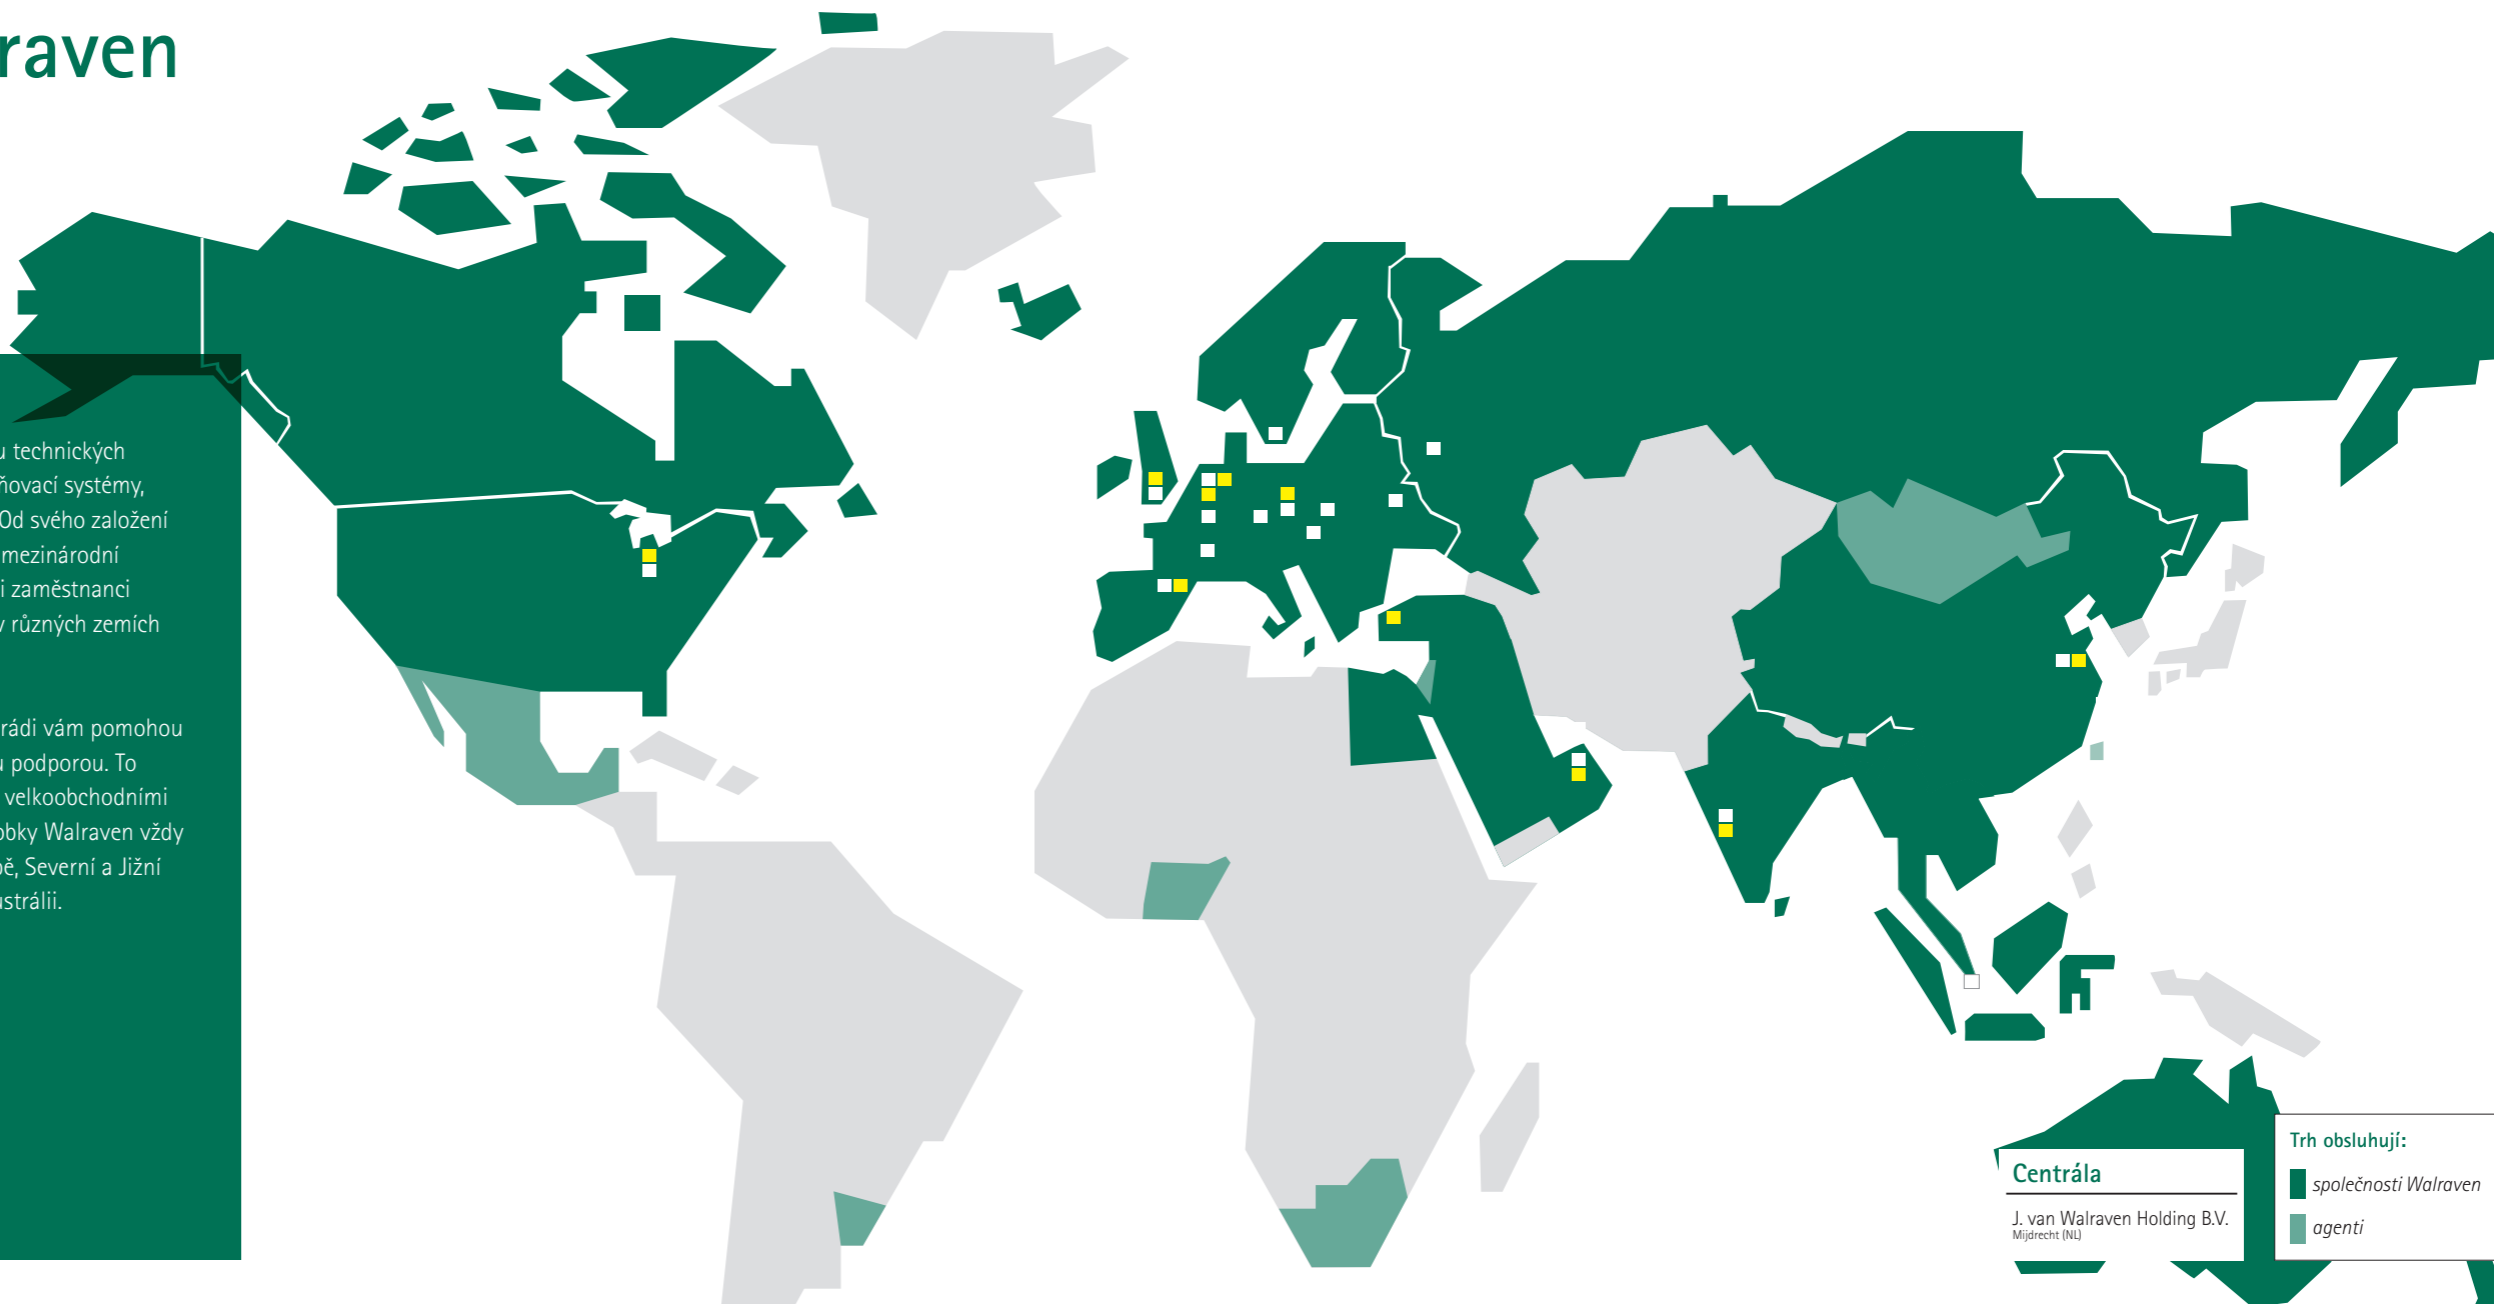 raven
u technických
ňovací systémy,
Od svého založení
mezinárodní
i zaměstnanci
v různých zemích
rádi vám pomohou
u podporou. To
velkoobchodními
obky Walraven vždy
pě, Severní a Jižní
ustrálii.
Centrála
J. van Walraven Holding B.V.
Mijdrecht (NL)
Trh obsluhují:
společnosti Walraven
agenti